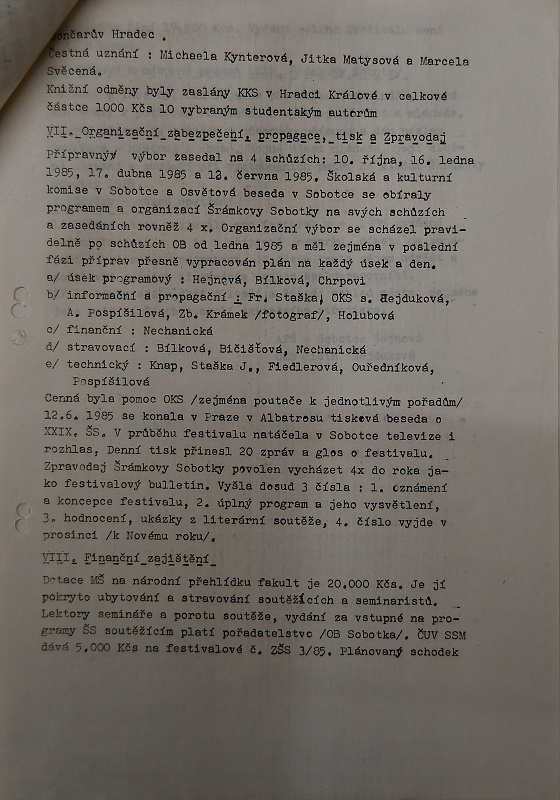 ončarův Hradec .
Čestná uznání : Michaela Kynterová, Jitka Matysová a Marcela
Svěcená.
Knižní odměny byly zaslány KKS v Hradci Králové v celkové
částce 1000 Kčs 10 vybraným studentským autorům
VII. Organizační zabezpečení, propagace, tisk a Zpravodaj
Přípravný výbor zasedal na 4 schůzích: 10. října, 16. ledna
1985, 17. dubna 1985 a 12. června 1985. Školská a kulturní
komise v Sobotce a Osvětová beseda v Sobotce se obíraly
programem a organizací Šrámkovy Sobotky na svých schůzích
a zasedáních rovněž 4 x. Organizační výbor se scházel pravi-
delně po schůzích OB od ledna 1985 a měl zejména v poslední
fázi příprav přesně vypracován plán na každý úsek a den.
a/ úsek programový : Hejnová, Bílková, Chrpovi
b/ informační a propagační : Fr. Staška, OKS s. Hejduková,
A. Pospíšilová, Zb. Krámek /fotograf/, Holubová
c/ finanční : Nechanická
d/ stravovací : Bílková, Bičišťová, Nechanická
e/ technický : Knap, Staška J., Fiedlerová, Ouředníková,
Pospíšilová
Cenná byla pomoc OKS /zejména poutače k jednotlivým pořadům/
12.6. 1985 se konala v Praze v Albatrosu tisková beseda o
XXIX. ŠS. V průběhu festivalu natáčela v Sobotce televize i
rozhlas, Denní tisk přinesl 20 zpráv a glos o festivalu.
Zpravodaj Šrámkovy Sobotky povolen vycházet 4x do roka ja-
ko festivalový bulletin. Vyšla dosud 3 čísla : 1. oznámení
a koncepce festivalu, 2. úplný program a jeho vysvětlení,
3. hodnocení, ukázky z literární soutěže, 4. číslo vyjde v
prosinci /k Novému roku/.
VIII. Finanční zajištění
Dotace MŠ na národní přehlídku fakult je 20.000 Kčs. Je jí
pokryto ubytování a stravování soutěžících a seminaristů.
Lektory semináře a porotu soutěže, vydání za vstupné na pro-
gramy ŠS soutěžícím platí pořadatelstvo /OB Sobotka/. ČUV SSM
dává 5.000 Kčs na festivalové č. ZŠS 3/85. Plánovaný schodek